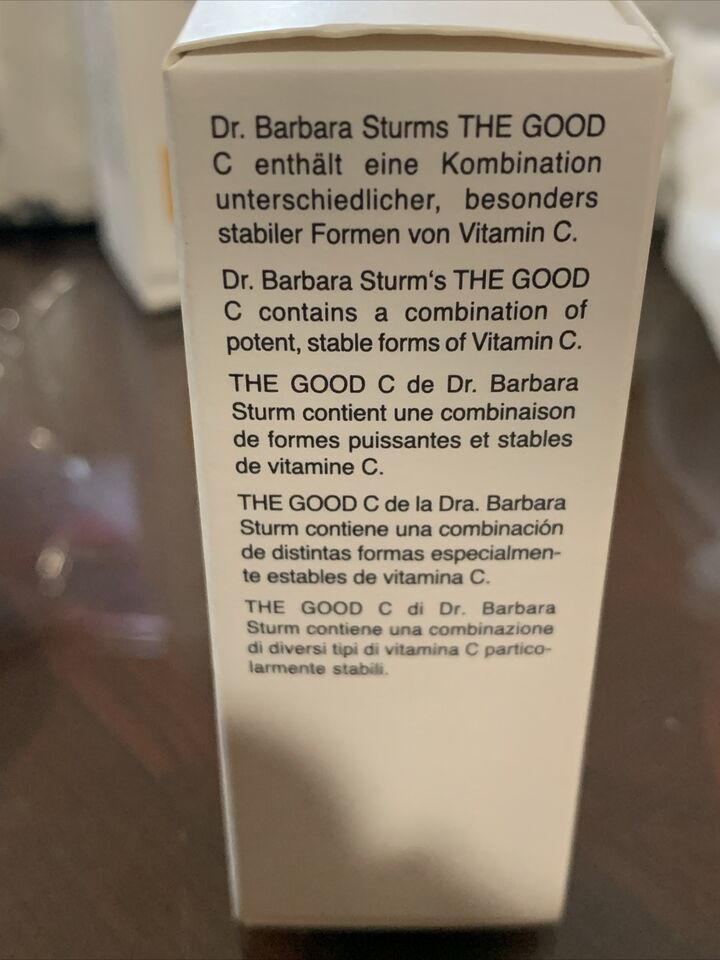 Dr. Barbara Sturms THE GOOD
C enthält eine Kombination
unterschiedlicher, besonders
stabiler Formen von Vitamin C.
Dr. Barbara Sturm‘s THE GOOD
C contains a combination of
potent, stable forms of Vitamin C.
THE GOOD C de Dr. Barbara
Sturm contient une combinaison
de formes puissantes et stables
de vitamine C.
THE GOOD C de la Dra. Barbara
Sturm contiene una combinación
de distintas formas especialmen-
te estables de vitamina C.
THE GOOD C di Dr. Barbara
Sturm contiene una combinazione
di diversi tipi di vitamina C partico-
larmente stabili.